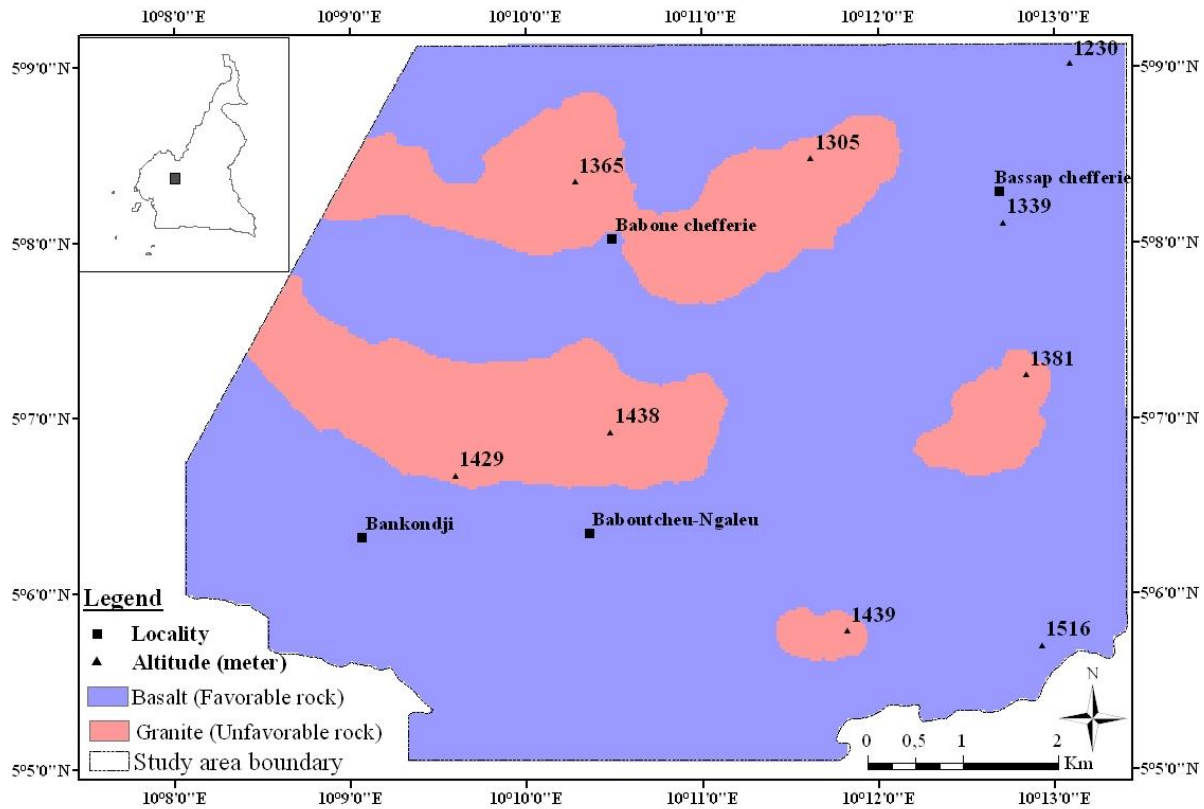 10°8'0"E 10°9'0"E 10°10'0"E 10°11'0"E 10°12'0"E 10°13'0"E
1230
5°9'0"N 5°9'0"N
1365 1305
Bassap chefferie
1339
Babone chefferie
5°8'0"N 5°8'0"N
1381
5°7'0"N 5°7'0"N
1438
1429
Bankondji Baboutcheu-Ngaleu
5°6'0"N 5°6'0"N
1439 1516
Legend
Locality
Altitude (meter)
Basalt (Favorable rock)
Granite (Unfavorable rock)
Study area boundary
N
0 0,5 1 2
Km
5°5'0"N 5°5'0"N
10°8'0"E 10°9'0"E 10°10'0"E 10°11'0"E 10°12'0"E 10°13'0"E